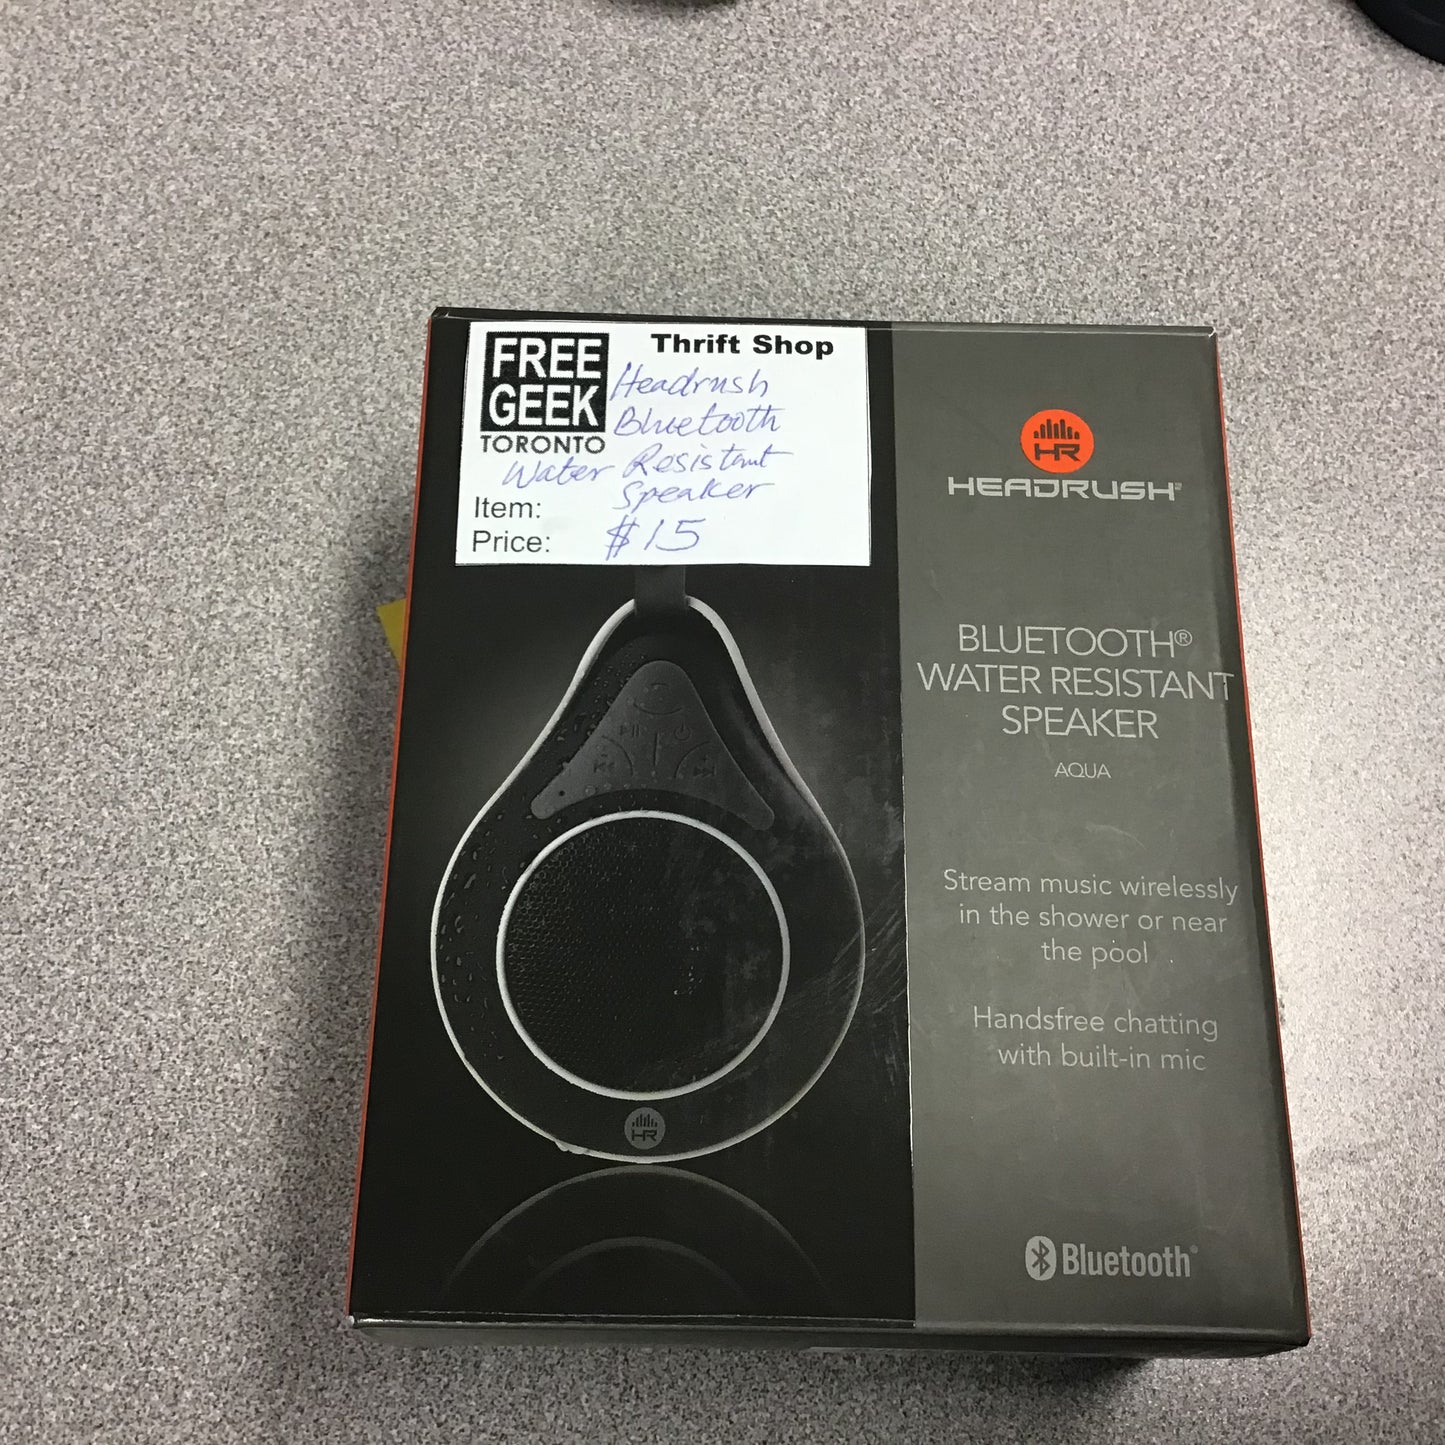 FREE
GEEK
TORONTO
Thrift Shop
Headrush
Bluetooth
Water Resistant
Speaker
Item:
Price: $15
HR
HEADRUSH
BLUETOOTH®
WATER RESISTANT
SPEAKER
AQUA
Stream music wirelessly
in the shower or near
the pool
Handsfree chatting
with built-in mic
HR
Bluetooth®